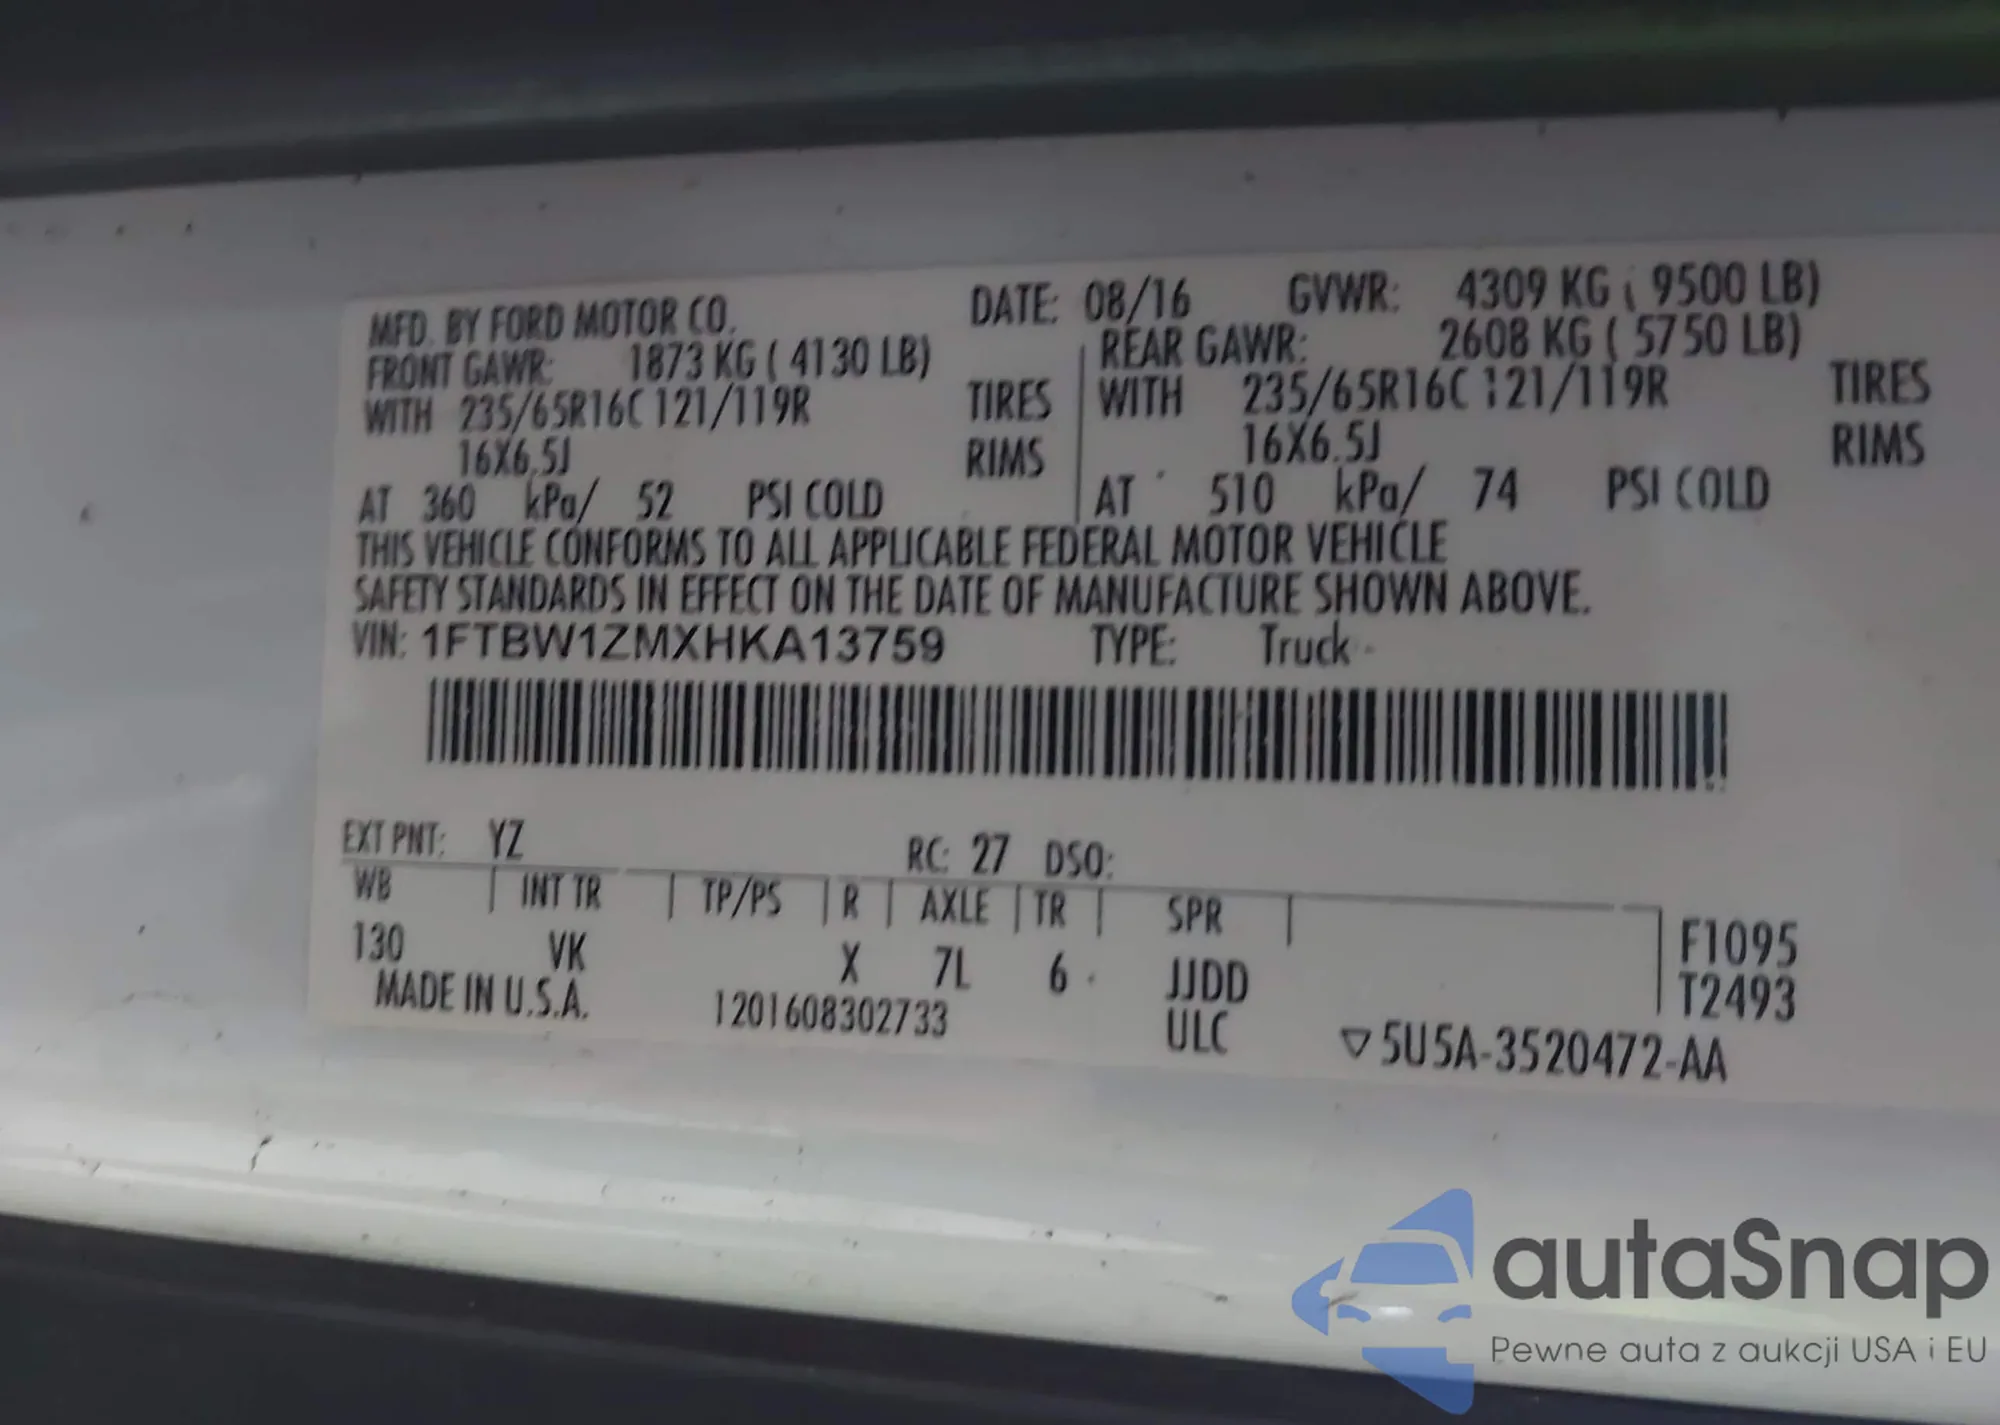 MFD. BY FORD MOTOR CO. DATE: 08/16 GVWR: 4309 KG ( 9500 LB)
FRONT GAWR: 1873 KG ( 4130 LB) REAR GAWR: 2608 KG ( 5750 LB)
WITH 235/65R16C 121/119R TIRES WITH 235/65R16C 121/119R TIRES
16X6.5J RIMS 16X6.5J RIMS
AT 360 kPa/ 52 PSI COLD AT 510 kPa/ 74 PSI COLD
THIS VEHICLE CONFORMS TO ALL APPLICABLE FEDERAL MOTOR VEHICLE
SAFETY STANDARDS IN EFFECT ON THE DATE OF MANUFACTURE SHOWN ABOVE.
VIN: 1FTBW1ZMXHKA13759 TYPE: Truck
EXT PNT: YZ RC: 27 DSO:
WB INT TR TP/PS R AXLE TR SPR
F1095
130 VK X 7L 6 JJDD
T2493
MADE IN U.S.A. 1201608302733 ULC
▽5U5A-3520472-AA
autaSnap
Pewne auta z aukcji USA i EU